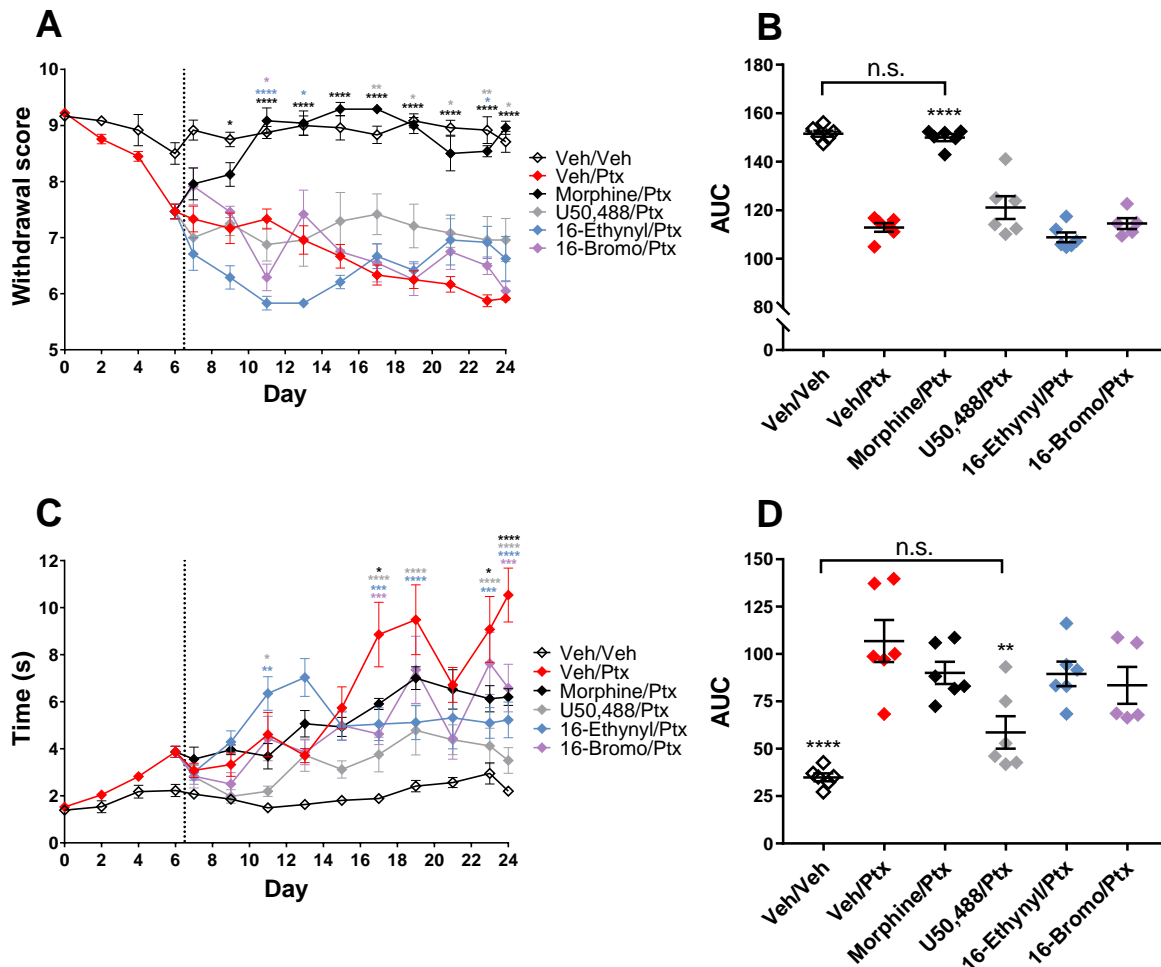 A
Withdrawal score
10
9
8
7
6
5
0 2 4 6 8 10 12 14 16 18 20 22 24
Day
*
****
****
*
*
****
****
**
****
*
****
*
****
**
*
****
*
****
Veh/Veh
Veh/Ptx
Morphine/Ptx
U50,488/Ptx
16-Ethynyl/Ptx
16-Bromo/Ptx
B
AUC
180
160
140
120
100
80
0
n.s.
****
Veh/Veh
Veh/Ptx
Morphine/Ptx
U50,488/Ptx
16-Ethynyl/Ptx
16-Bromo/Ptx
C
Time (s)
12
10
8
6
4
2
0
0 2 4 6 8 10 12 14 16 18 20 22 24
Day
*
**
*
****
***
***
****
****
*
****
***
****
****
****
***
Veh/Veh
Veh/Ptx
Morphine/Ptx
U50,488/Ptx
16-Ethynyl/Ptx
16-Bromo/Ptx
D
AUC
150
125
100
75
50
25
0
n.s.
****
**
Veh/Veh
Veh/Ptx
Morphine/Ptx
U50,488/Ptx
16-Ethynyl/Ptx
16-Bromo/Ptx